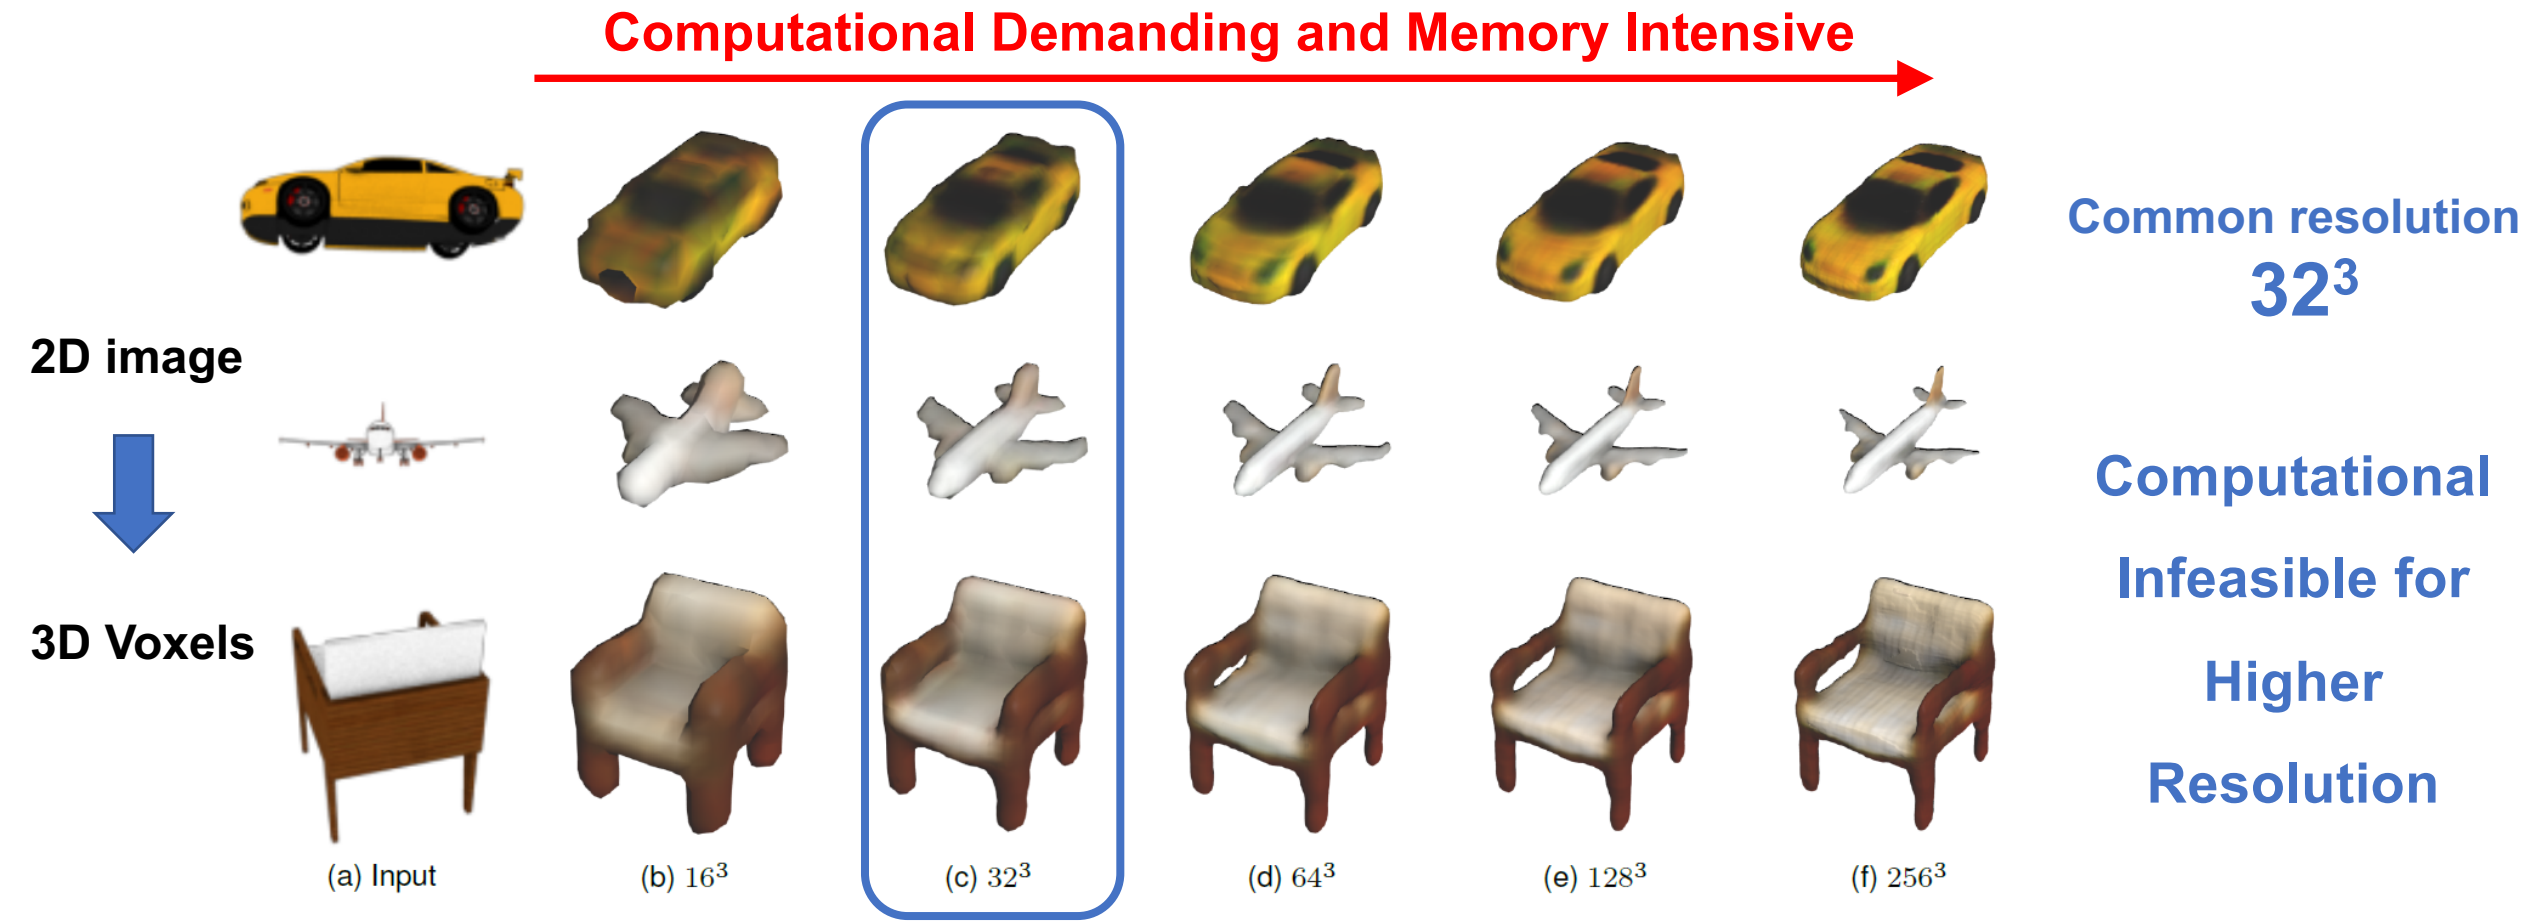 Computational Demanding and Memory Intensive
Common resolution
32³
2D image
Computational
Infeasible for
Higher
Resolution
3D Voxels
(a) Input
(b) 16³
(c) 32³
(d) 64³
(e) 128³
(f) 256³